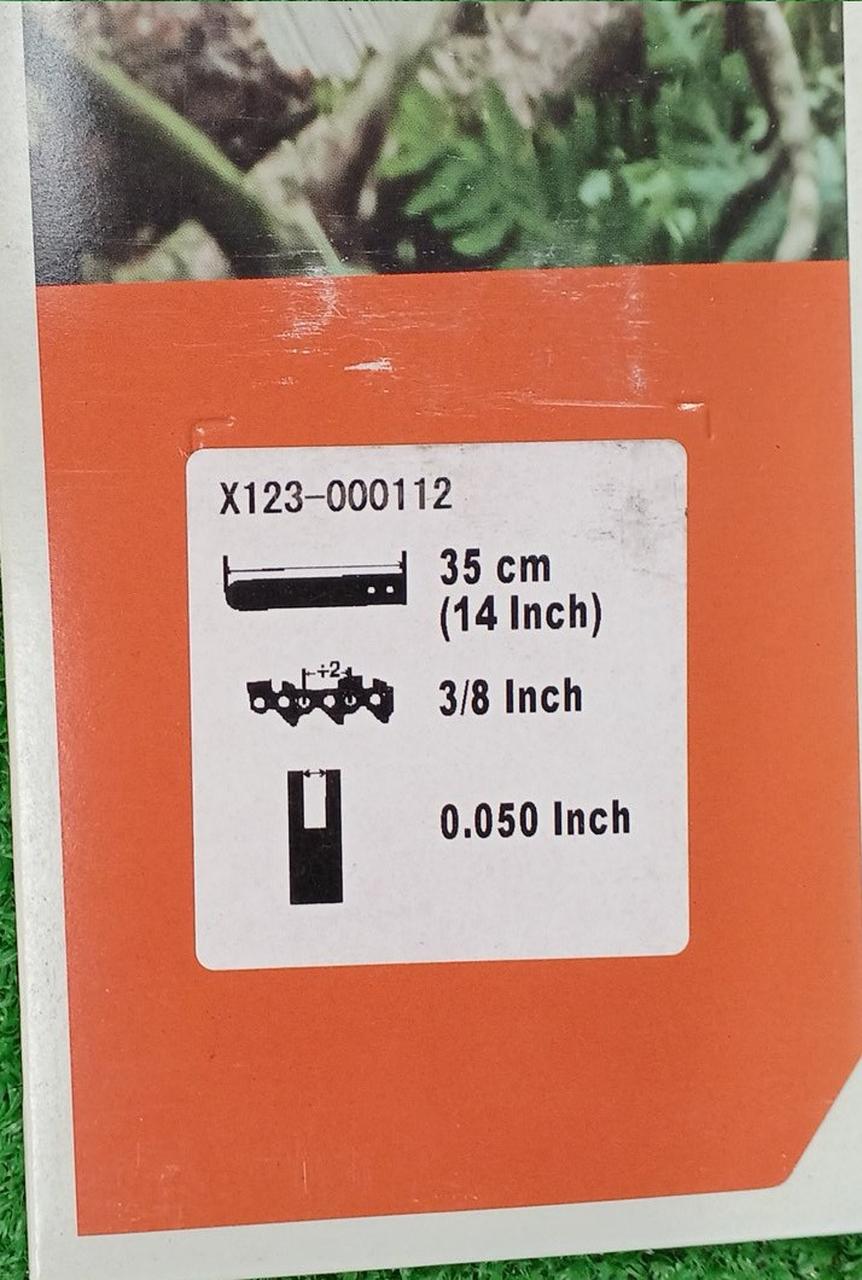 X123-000112
35 cm
(14 Inch)
÷2
3/8 Inch
0.050 Inch